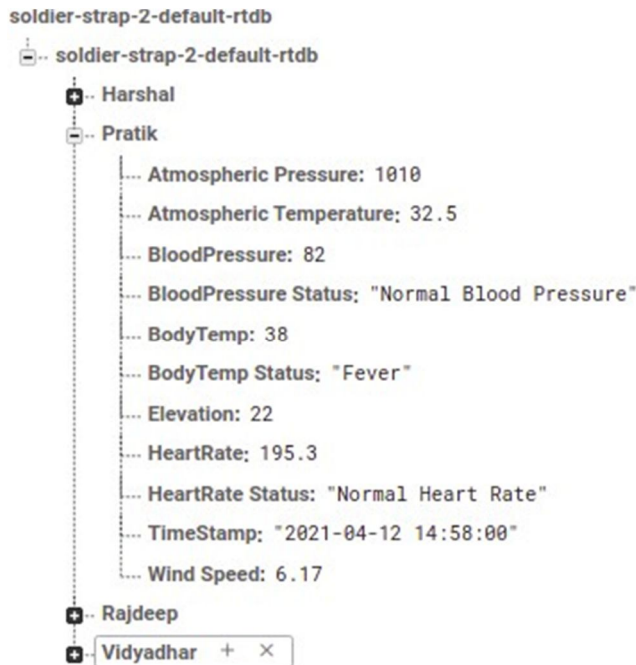 soldier-strap-2-default-rtdb
soldier-strap-2-default-rtdb
Harshal
Pratik
Atmospheric Pressure: 1010
Atmospheric Temperature: 32.5
BloodPressure: 82
BloodPressure Status: "Normal Blood Pressure"
BodyTemp: 38
BodyTemp Status: "Fever"
Elevation: 22
HeartRate: 195.3
HeartRate Status: "Normal Heart Rate"
TimeStamp: "2021-04-12 14:58:00"
Wind Speed: 6.17
Rajdeep
Vidyadhar + ×